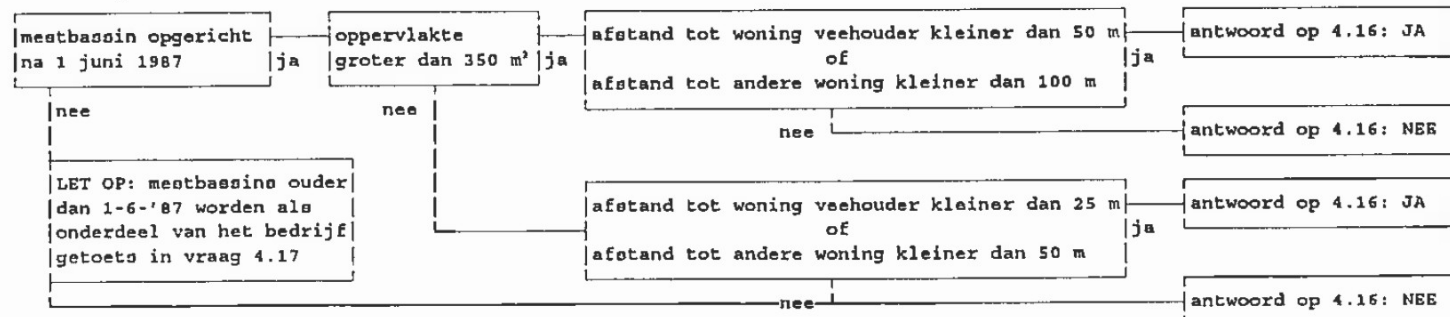 mestbassin opgericht
na 1 juni 1987
ja
oppervlakte
groter dan 350 m²
ja
afstand tot woning veehouder kleiner dan 50 m
of
afstand tot andere woning kleiner dan 100 m
ja
antwoord op 4.16: JA
nee
nee
nee
antwoord op 4.16: NEE
LET OP: mestbassins ouder
dan 1-6-'87 worden als
onderdeel van het bedrijf
getoets in vraag 4.17
afstand tot woning veehouder kleiner dan 25 m
of
afstand tot andere woning kleiner dan 50 m
ja
antwoord op 4.16: JA
nee
antwoord op 4.16: NEE